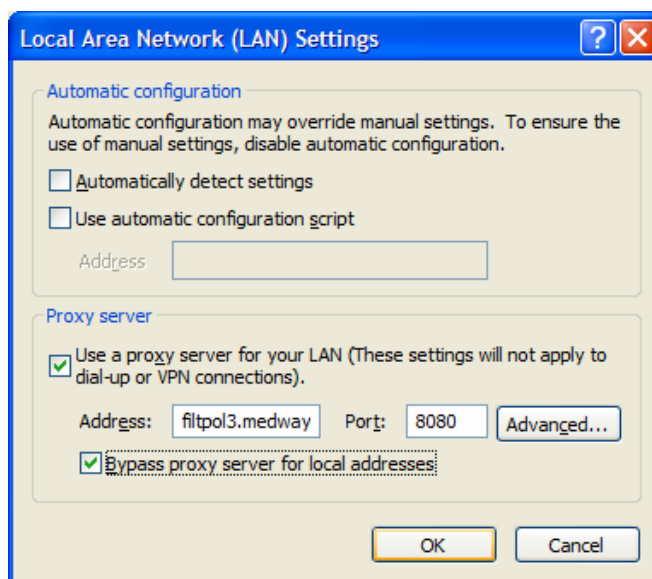 Local Area Network (LAN) Settings
Automatic configuration
Automatic configuration may override manual settings. To ensure the
use of manual settings, disable automatic configuration.
Automatically detect settings
Use automatic configuration script
Address
Proxy server
Use a proxy server for your LAN (These settings will not apply to
dial-up or VPN connections).
Address: filtpol3.medway Port: 8080 Advanced...
Bypass proxy server for local addresses
OK Cancel